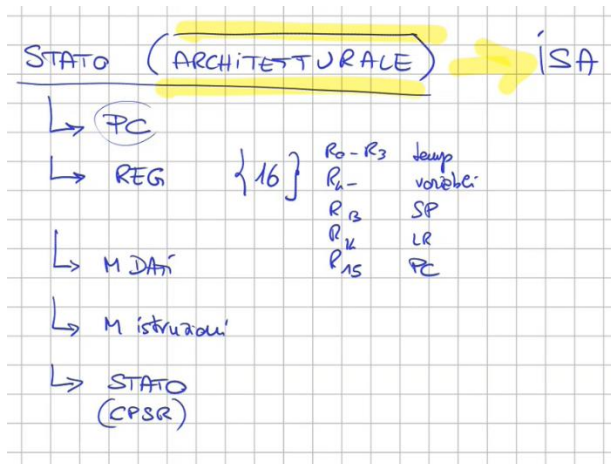 STATO (ARCHITETTURALE) ISA
PC
REG {16} R0-R3 temp
R4- variabili
R13 SP
R14 LR
R15 PC
M DATI
M istruzioni
STATO
(CPSR)